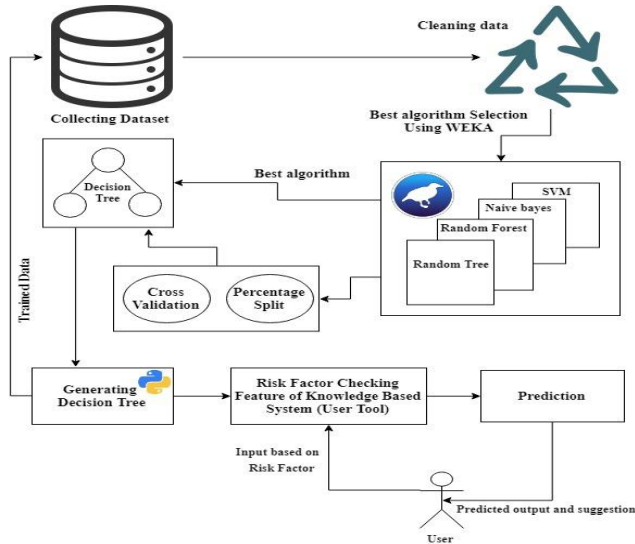 Cleaning data
Collecting Dataset
Best algorithm Selection
Using WEKA
Best algorithm
Decision
Tree
SVM
Naive bayes
Random Forest
Random Tree
Cross
Validation
Percentage
Split
Trained Data
Generating
Decision Tree
Risk Factor Checking
Feature of Knowledge Based
System (User Tool)
Prediction
Input based on
Risk Factor
Predicted output and suggestion
User